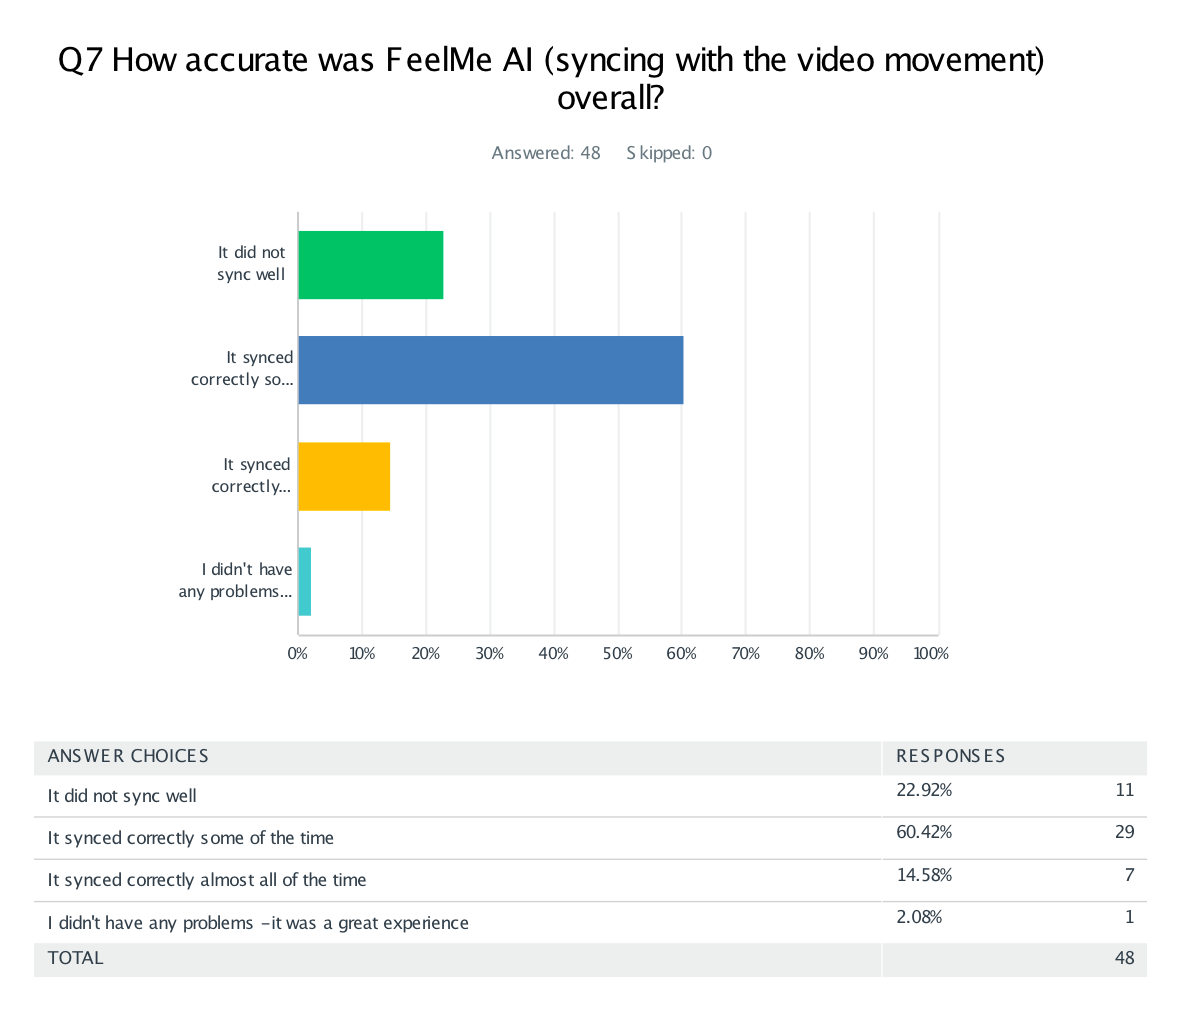 Q7 How accurate was FeelMe AI (syncing with the video movement)
overall?
Answered: 48 Skipped: 0
It did not
sync well
It synced
correctly so...
It synced
correctly...
I didn't have
any problems...
0% 10% 20% 30% 40% 50% 60% 70% 80% 90% 100%
ANSWER CHOICES RESPONSES
It did not sync well 22.92% 11
It synced correctly some of the time 60.42% 29
It synced correctly almost all of the time 14.58% 7
I didn't have any problems –it was a great experience 2.08% 1
TOTAL 48